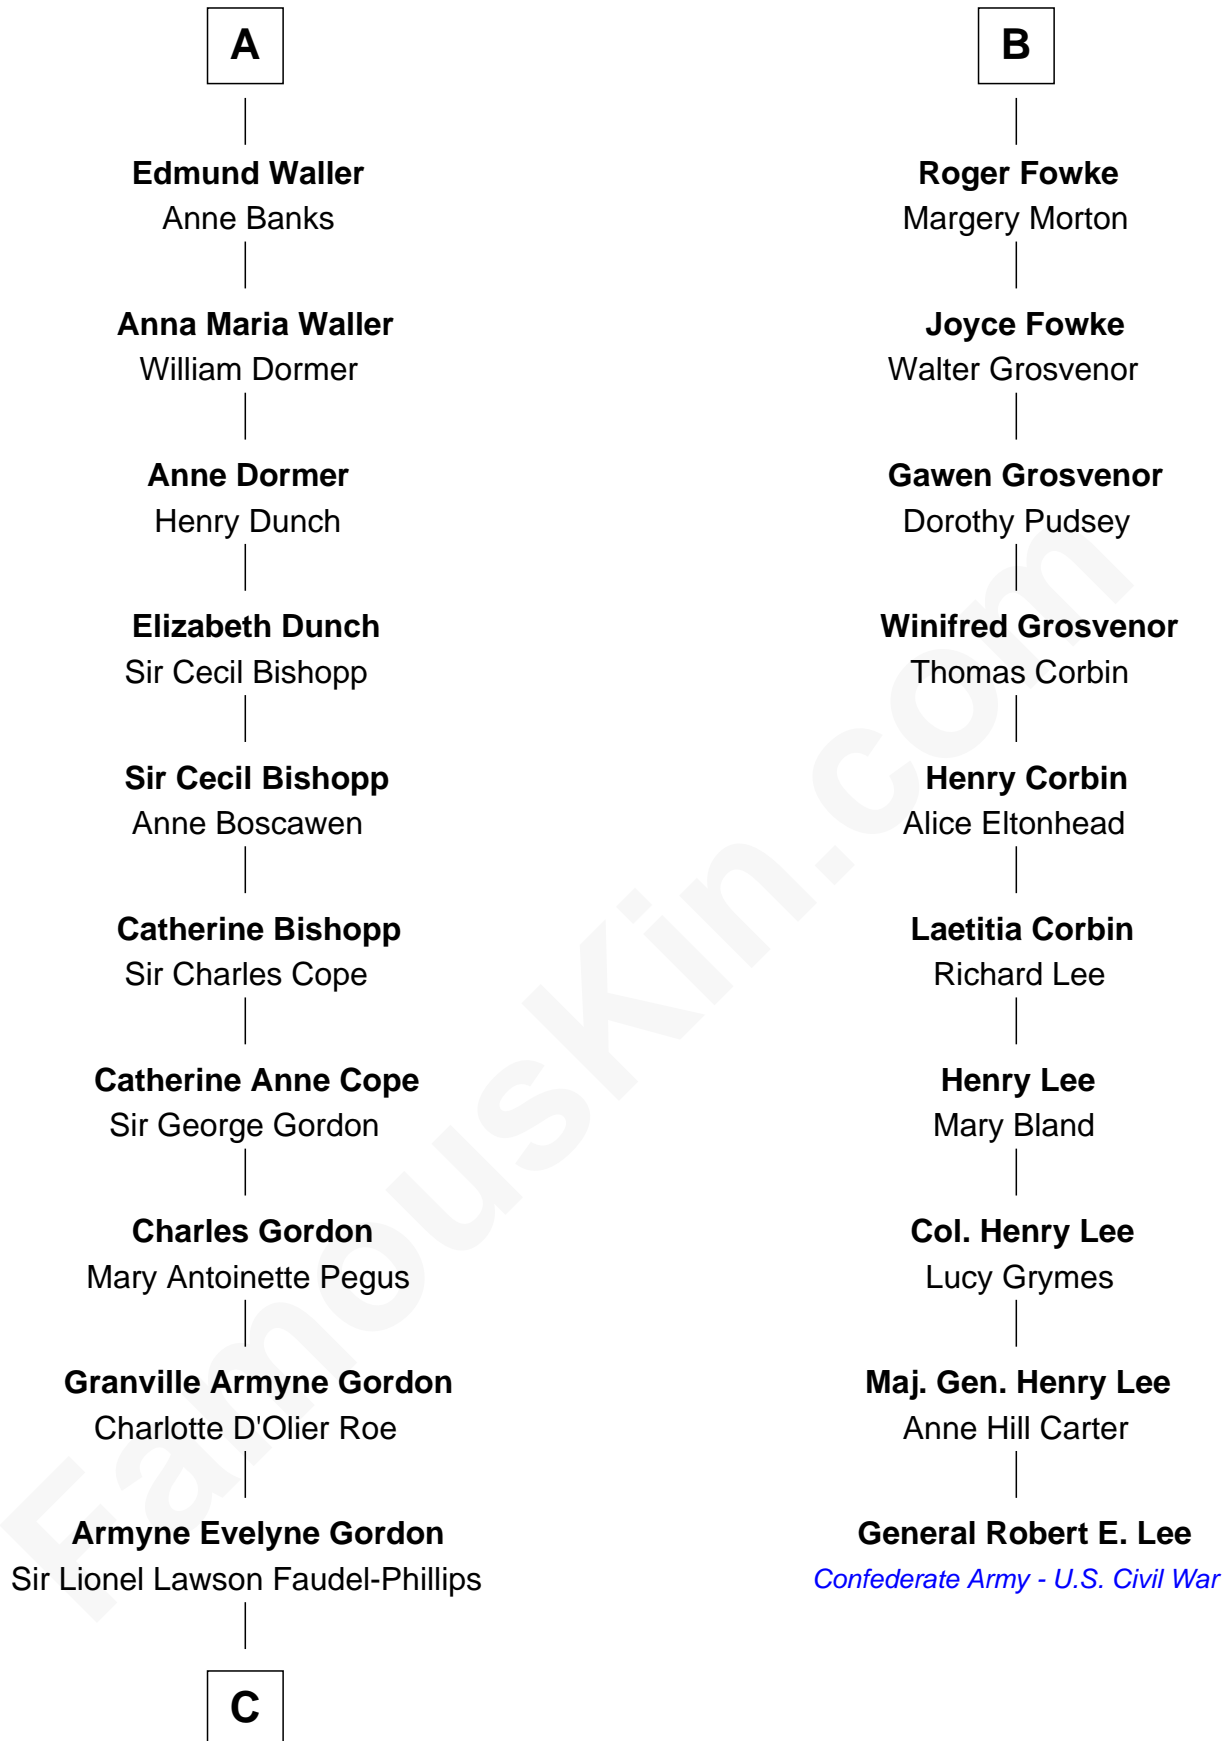 A
Edmund Waller
Anne Banks
Anna Maria Waller
William Dormer
Anne Dormer
Henry Dunch
Elizabeth Dunch
Sir Cecil Bishopp
Sir Cecil Bishopp
Anne Boscawen
Catherine Bishopp
Sir Charles Cope
Catherine Anne Cope
Sir George Gordon
Charles Gordon
Mary Antoinette Pegus
Granville Armyne Gordon
Charlotte D'Olier Roe
Armyne Evelyne Gordon
Sir Lionel Lawson Faudel-Phillips
C
B
Roger Fowke
Margery Morton
Joyce Fowke
Walter Grosvenor
Gawen Grosvenor
Dorothy Pudsey
Winifred Grosvenor
Thomas Corbin
Henry Corbin
Alice Eltonhead
Laetitia Corbin
Richard Lee
Henry Lee
Mary Bland
Col. Henry Lee
Lucy Grymes
Maj. Gen. Henry Lee
Anne Hill Carter
General Robert E. Lee
Confederate Army - U.S. Civil War
FamousKin.com